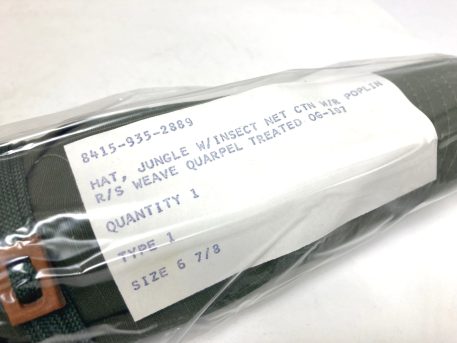 8415-935-2889
HAT, JUNGLE W/INSECT NET CTN W/R POPLIN
R/S WEAVE QUARPEL TREATED OG-107
QUANTITY 1
TYPE 1
SIZE 6 7/8